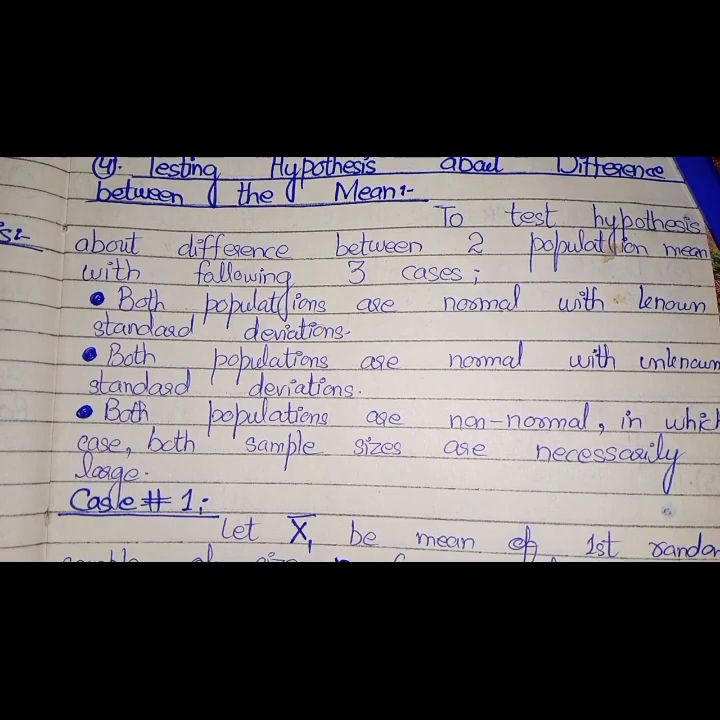 (4). Testing Hypothesis about Difference
between the Mean:-
To test hypothesis
about difference between 2 population mean
with following 3 cases;
Both populations are normal with known
standard deviations.
Both populations are normal with unknown
standard deviations.
Both populations are non-normal, in which
case, both sample sizes are necessarily
large.
Case # 1:
Let X̄₁ be mean of 1st random